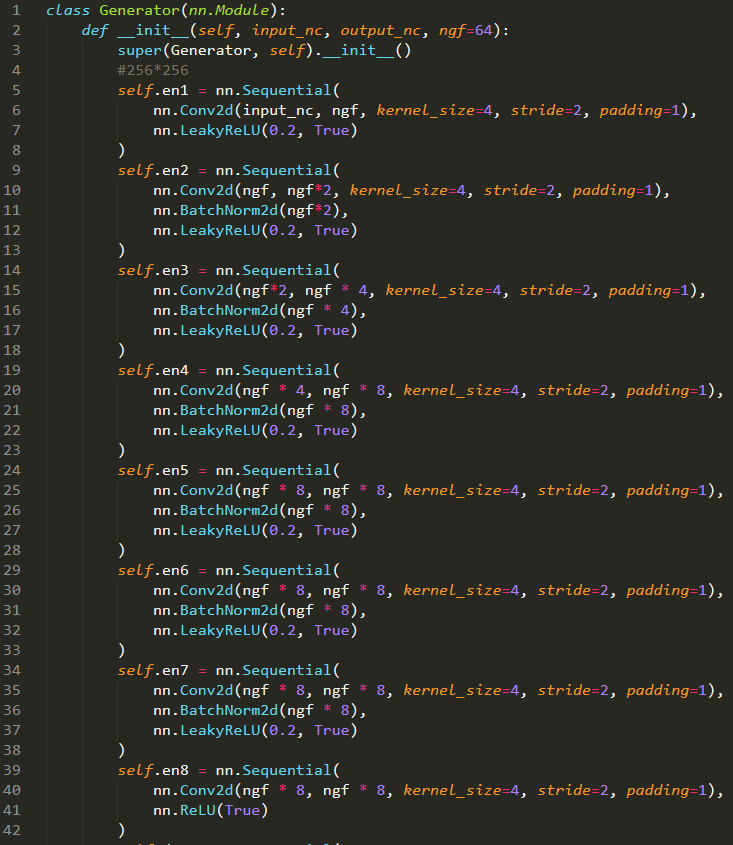 1 class Generator(nn.Module):
2 def __init__(self, input_nc, output_nc, ngf=64):
3 super(Generator, self).__init__()
4 #256*256
5 self.en1 = nn.Sequential(
6 nn.Conv2d(input_nc, ngf, kernel_size=4, stride=2, padding=1),
7 nn.LeakyReLU(0.2, True)
8 )
9 self.en2 = nn.Sequential(
10 nn.Conv2d(ngf, ngf*2, kernel_size=4, stride=2, padding=1),
11 nn.BatchNorm2d(ngf*2),
12 nn.LeakyReLU(0.2, True)
13 )
14 self.en3 = nn.Sequential(
15 nn.Conv2d(ngf*2, ngf * 4, kernel_size=4, stride=2, padding=1),
16 nn.BatchNorm2d(ngf * 4),
17 nn.LeakyReLU(0.2, True)
18 )
19 self.en4 = nn.Sequential(
20 nn.Conv2d(ngf * 4, ngf * 8, kernel_size=4, stride=2, padding=1),
21 nn.BatchNorm2d(ngf * 8),
22 nn.LeakyReLU(0.2, True)
23 )
24 self.en5 = nn.Sequential(
25 nn.Conv2d(ngf * 8, ngf * 8, kernel_size=4, stride=2, padding=1),
26 nn.BatchNorm2d(ngf * 8),
27 nn.LeakyReLU(0.2, True)
28 )
29 self.en6 = nn.Sequential(
30 nn.Conv2d(ngf * 8, ngf * 8, kernel_size=4, stride=2, padding=1),
31 nn.BatchNorm2d(ngf * 8),
32 nn.LeakyReLU(0.2, True)
33 )
34 self.en7 = nn.Sequential(
35 nn.Conv2d(ngf * 8, ngf * 8, kernel_size=4, stride=2, padding=1),
36 nn.BatchNorm2d(ngf * 8),
37 nn.LeakyReLU(0.2, True)
38 )
39 self.en8 = nn.Sequential(
40 nn.Conv2d(ngf * 8, ngf * 8, kernel_size=4, stride=2, padding=1),
41 nn.ReLU(True)
42 )